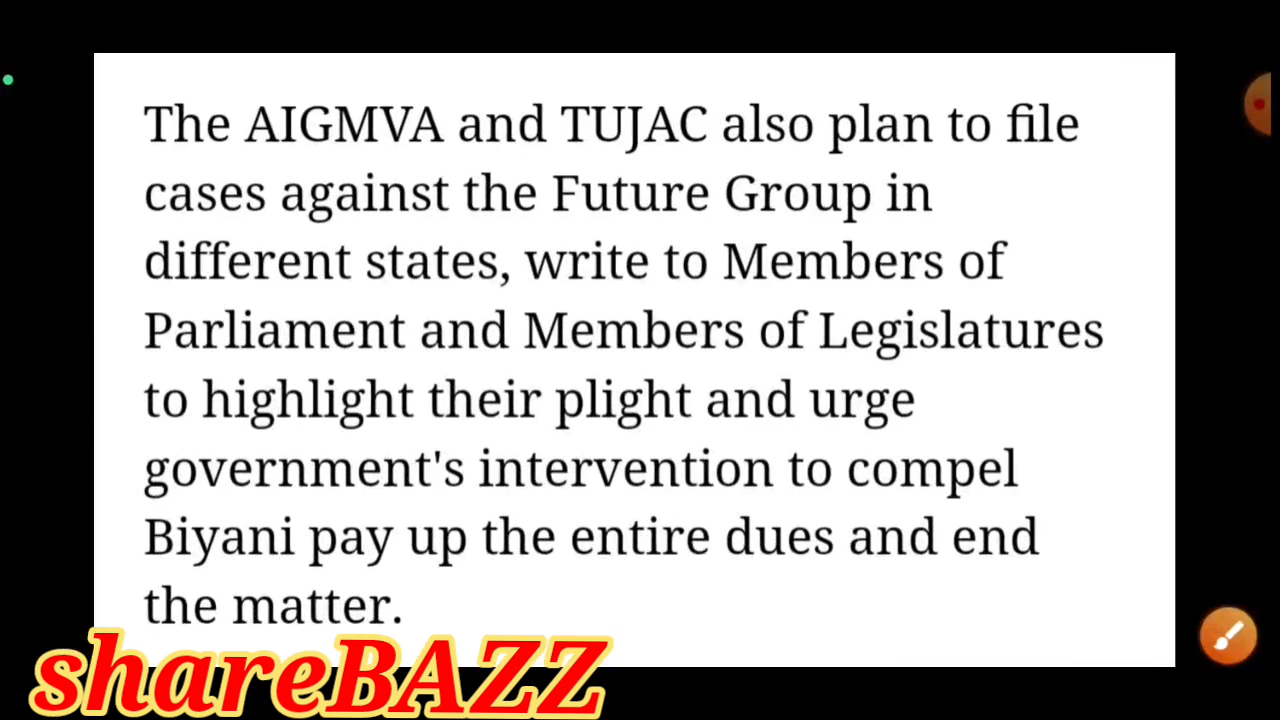 The AIGMVA and TUJAC also plan to file
cases against the Future Group in
different states, write to Members of
Parliament and Members of Legislatures
to highlight their plight and urge
government's intervention to compel
Biyani pay up the entire dues and end
the matter.
shareBAZZ